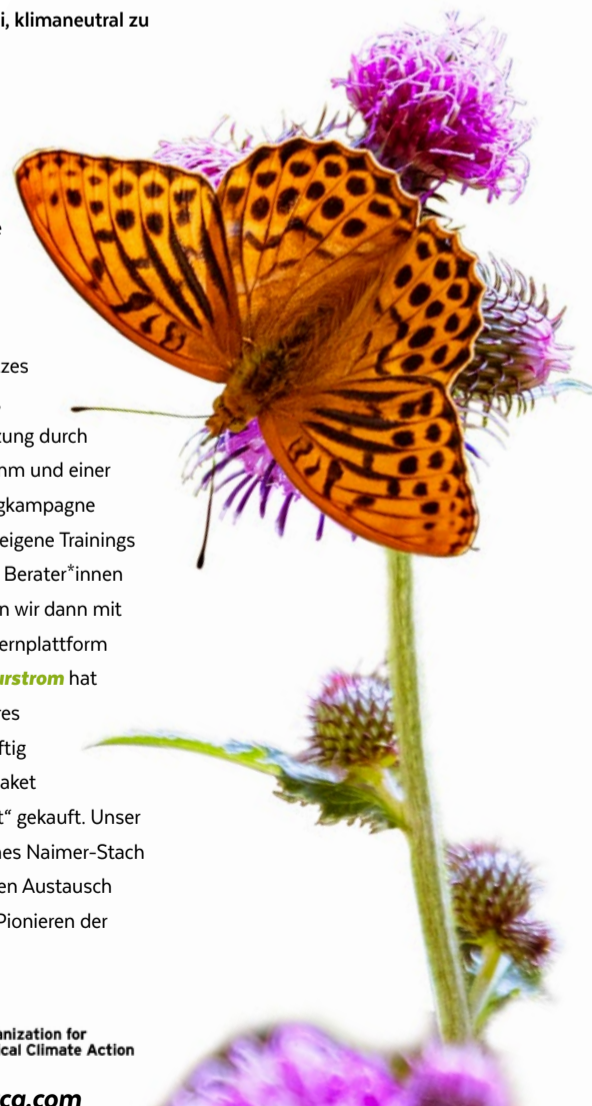 i, klimaneutral zu
e
zes
zung durch
nm und einer
gkampagne
eigene Trainings
Berater*innen
n wir dann mit
ernplattform
urstrom hat
res
ftig
aket
t“ gekauft. Unser
nes Naimer-Stach
en Austausch
Pionieren der
nization for
cal Climate Action
ca.com